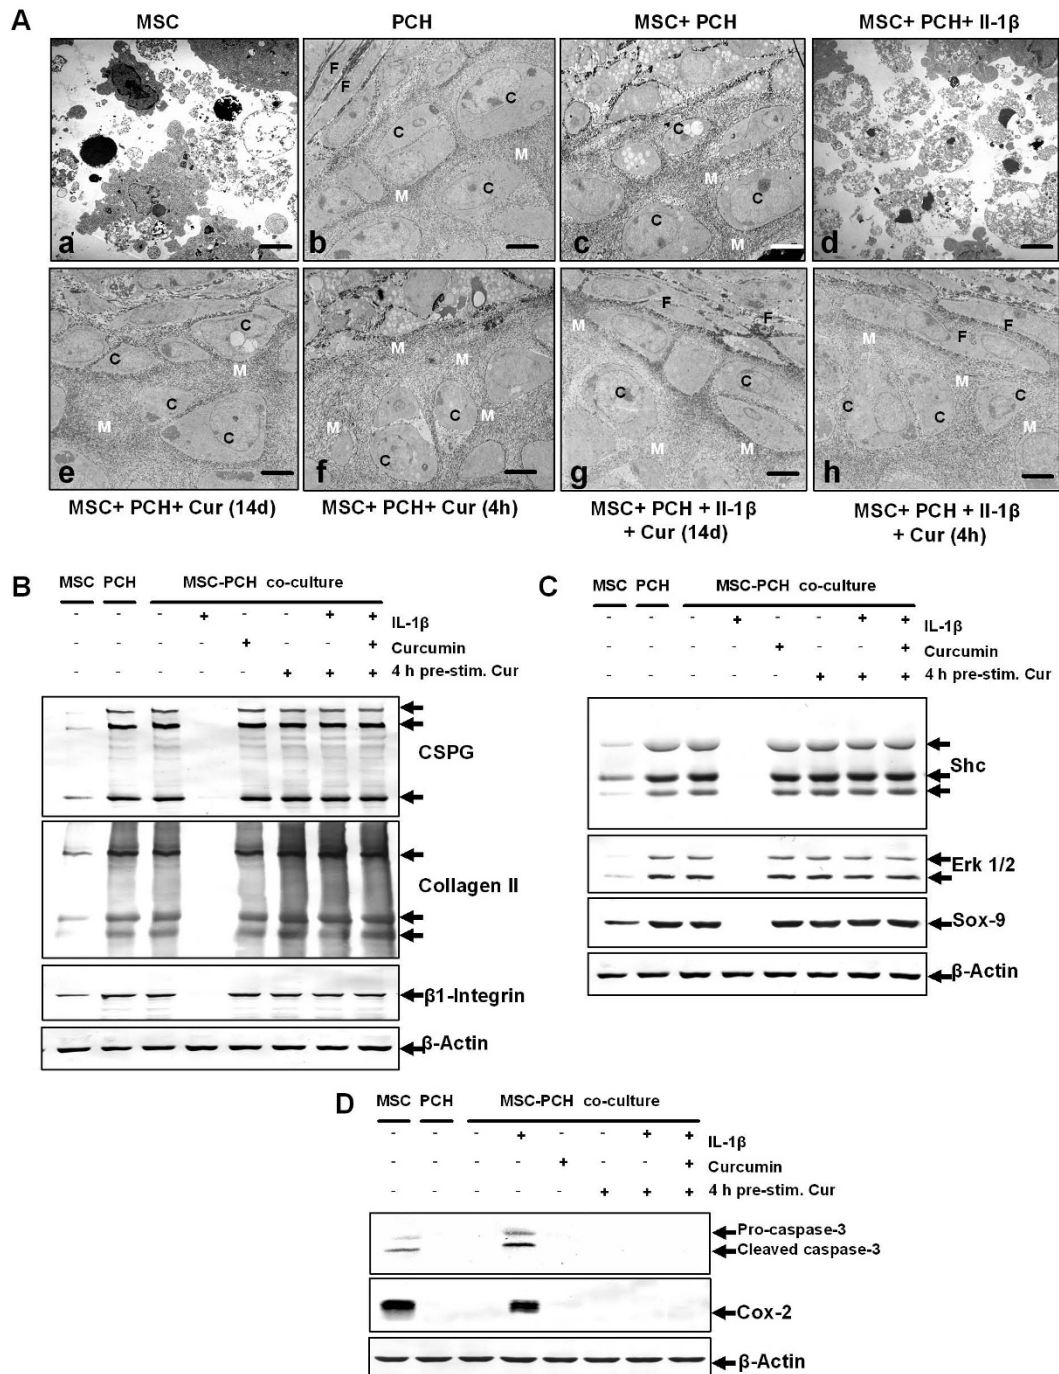 A
MSC
PCH
MSC+ PCH
MSC+ PCH+ II-1β
F
F
C
C
M
M
C
C
M
M
C
C
M
a
b
c
d
C
C
M
C
M
C
e
M
M
C
M
C
f
F
F
M
C
C
M
M
g
F
F
M
C
C
C
M
h
MSC+ PCH+ Cur (14d)
MSC+ PCH+ Cur (4h)
MSC+ PCH + II-1β
+ Cur (14d)
MSC+ PCH + II-1β
+ Cur (4h)
B
MSC PCH MSC-PCH co-culture
- - - + - - + + IL-1β
- - - - + - - + Curcumin
- - - - - + + + 4 h pre-stim. Cur
CSPG
Collagen II
β1-Integrin
β-Actin
C
MSC PCH MSC-PCH co-culture
- - - + - - + + IL-1β
- - - - + - - + Curcumin
- - - - - + + + 4 h pre-stim. Cur
Shc
Erk 1/2
Sox-9
β-Actin
D
MSC PCH MSC-PCH co-culture
- - - + - - + + IL-1β
- - - - + - - + Curcumin
- - - - - + + + 4 h pre-stim. Cur
Pro-caspase-3
Cleaved caspase-3
Cox-2
β-Actin